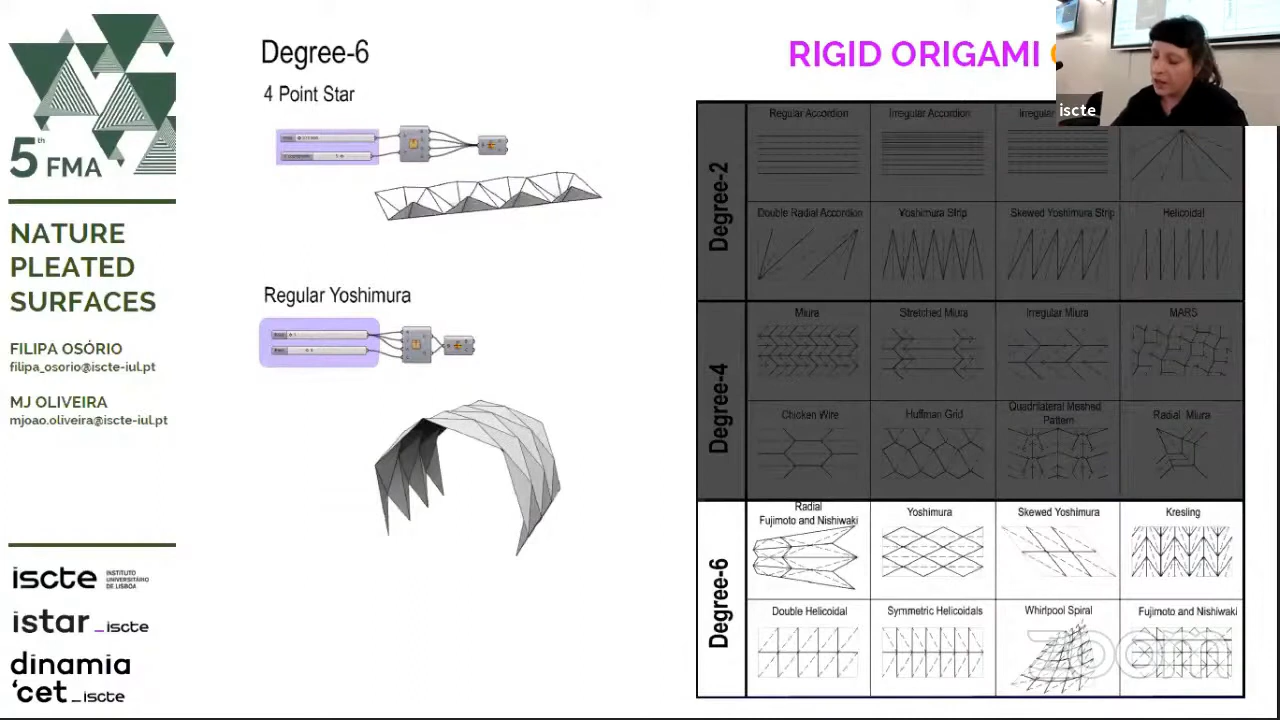 5th FMA
NATURE
PLEATED
SURFACES
FILIPA OSÓRIO
filipa_osorio@iscte-iul.pt
MJ OLIVEIRA
mjoao.oliveira@iscte-iul.pt
iscte INSTITUTO UNIVERSITÁRIO DE LISBOA
istar_iscte
dinamia
'cet_iscte
Degree-6
4 Point Star
Regular Yoshimura
RIGID ORIGAMI
iscte
Degree-2
Regular Accordion
Irregular Accordion
Irregular
Double Radial Accordion
Yoshimura Strip
Skewed Yoshimura Strip
Helicoidal
Degree-4
Miura
Stretched Miura
Irregular Miura
MARS
Chicken Wire
Huffman Grid
Quadrilateral Meshed
Pattern
Radial Miura
Degree-6
Radial
Fujimoto and Nishiwaki
Yoshimura
Skewed Yoshimura
Kresling
Double Helicoidal
Symmetric Helicoidals
Whirlpool Spiral
Fujimoto and Nishiwaki
zoom